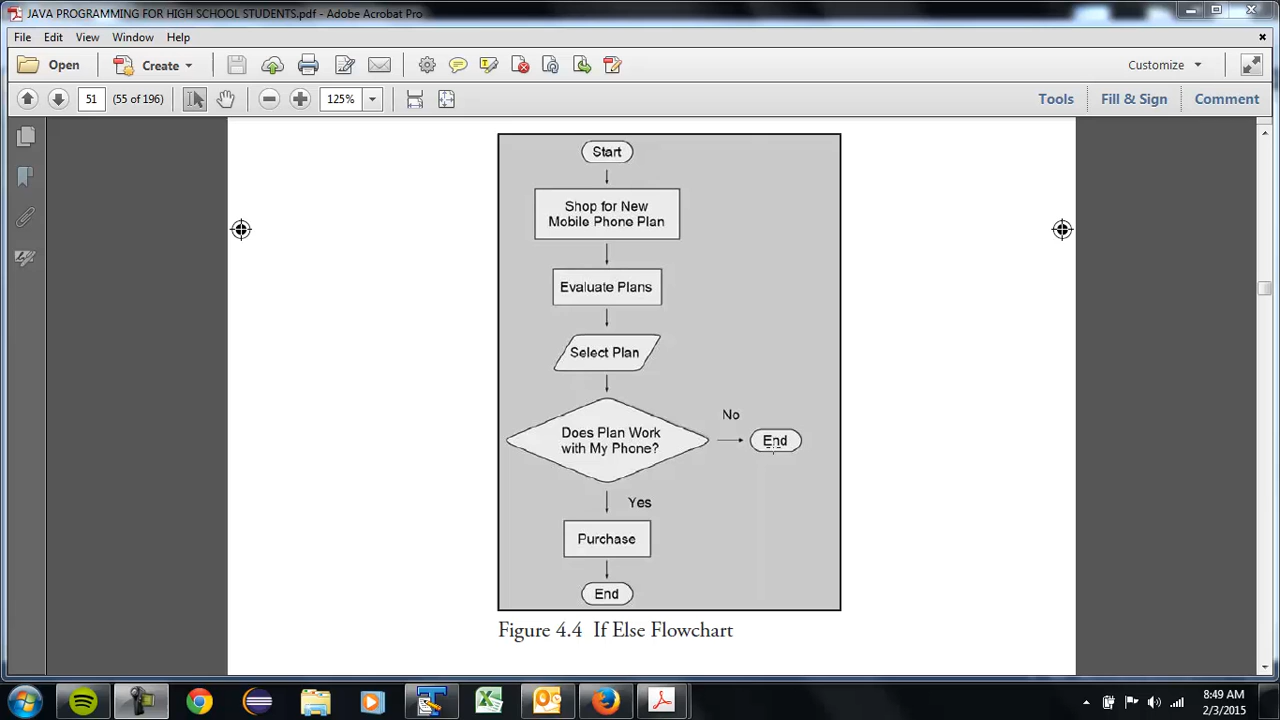 JAVA PROGRAMMING FOR HIGH SCHOOL STUDENTS.pdf - Adobe Acrobat Pro
File Edit View Window Help
Open Create Customize
51 (55 of 196) 125% Tools Fill & Sign Comment
Start
Shop for New
Mobile Phone Plan
Evaluate Plans
Select Plan
Does Plan Work
with My Phone?
No
End
Yes
Purchase
End
Figure 4.4 If Else Flowchart
8:49 AM
2/3/2015